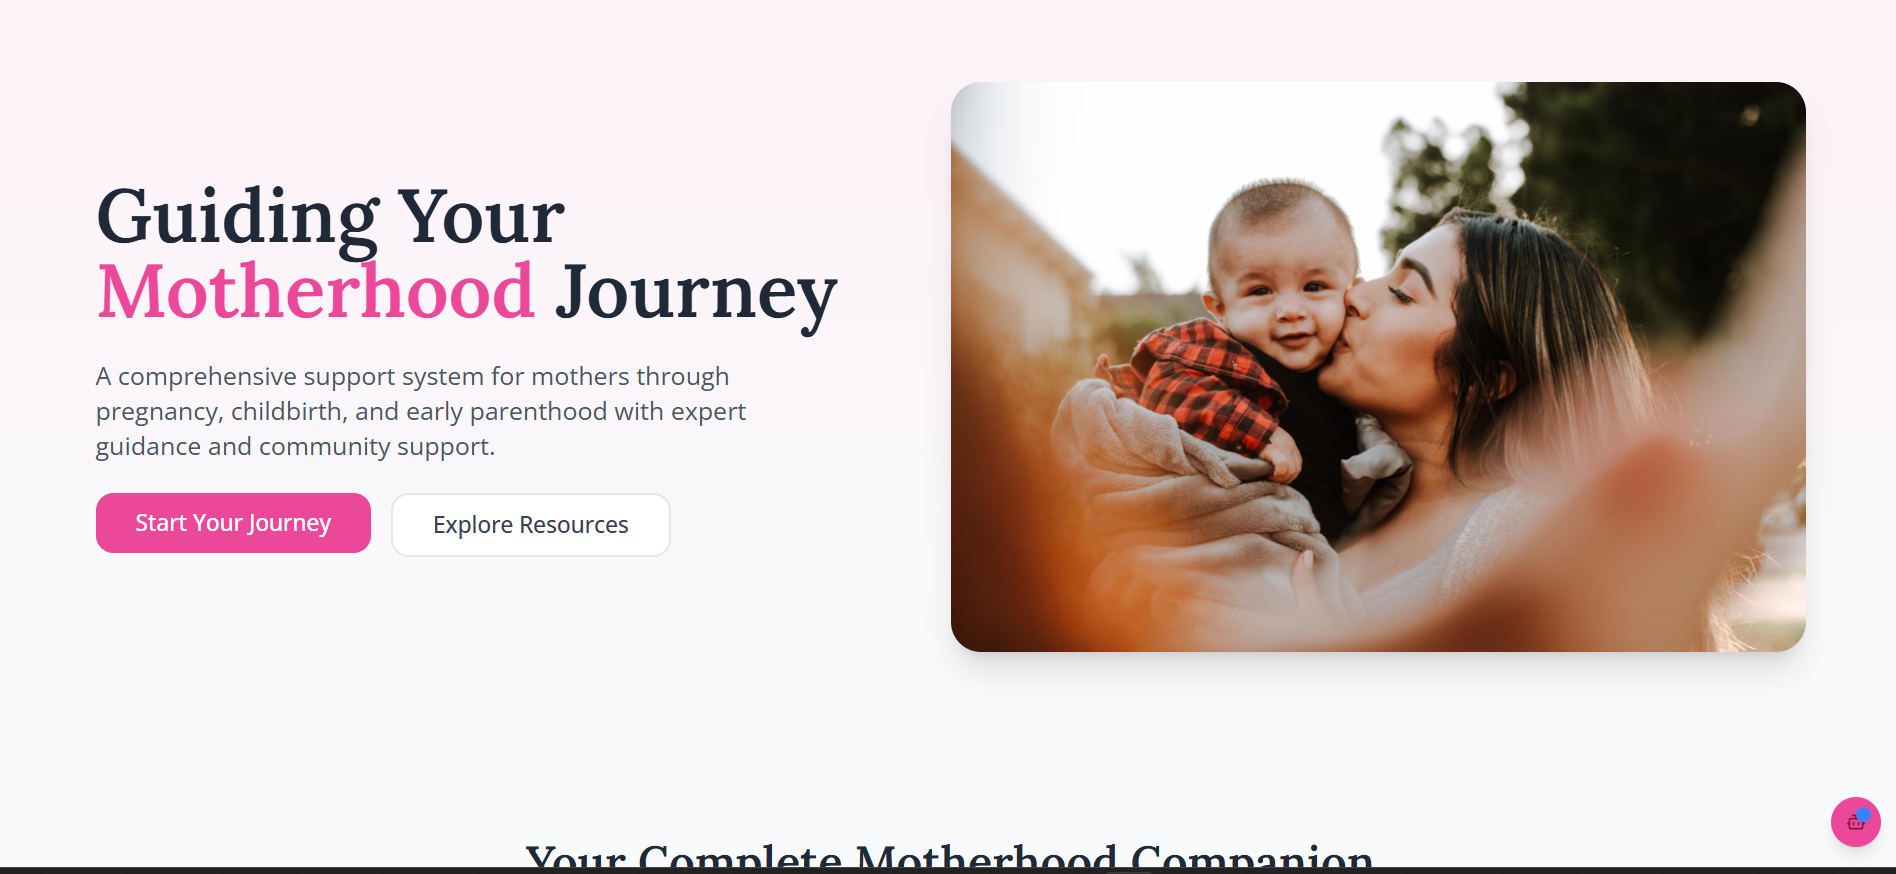 Guiding Your
Motherhood Journey
A comprehensive support system for mothers through
pregnancy, childbirth, and early parenthood with expert
guidance and community support.
Start Your Journey
Explore Resources
Your Complete Motherhood Companion